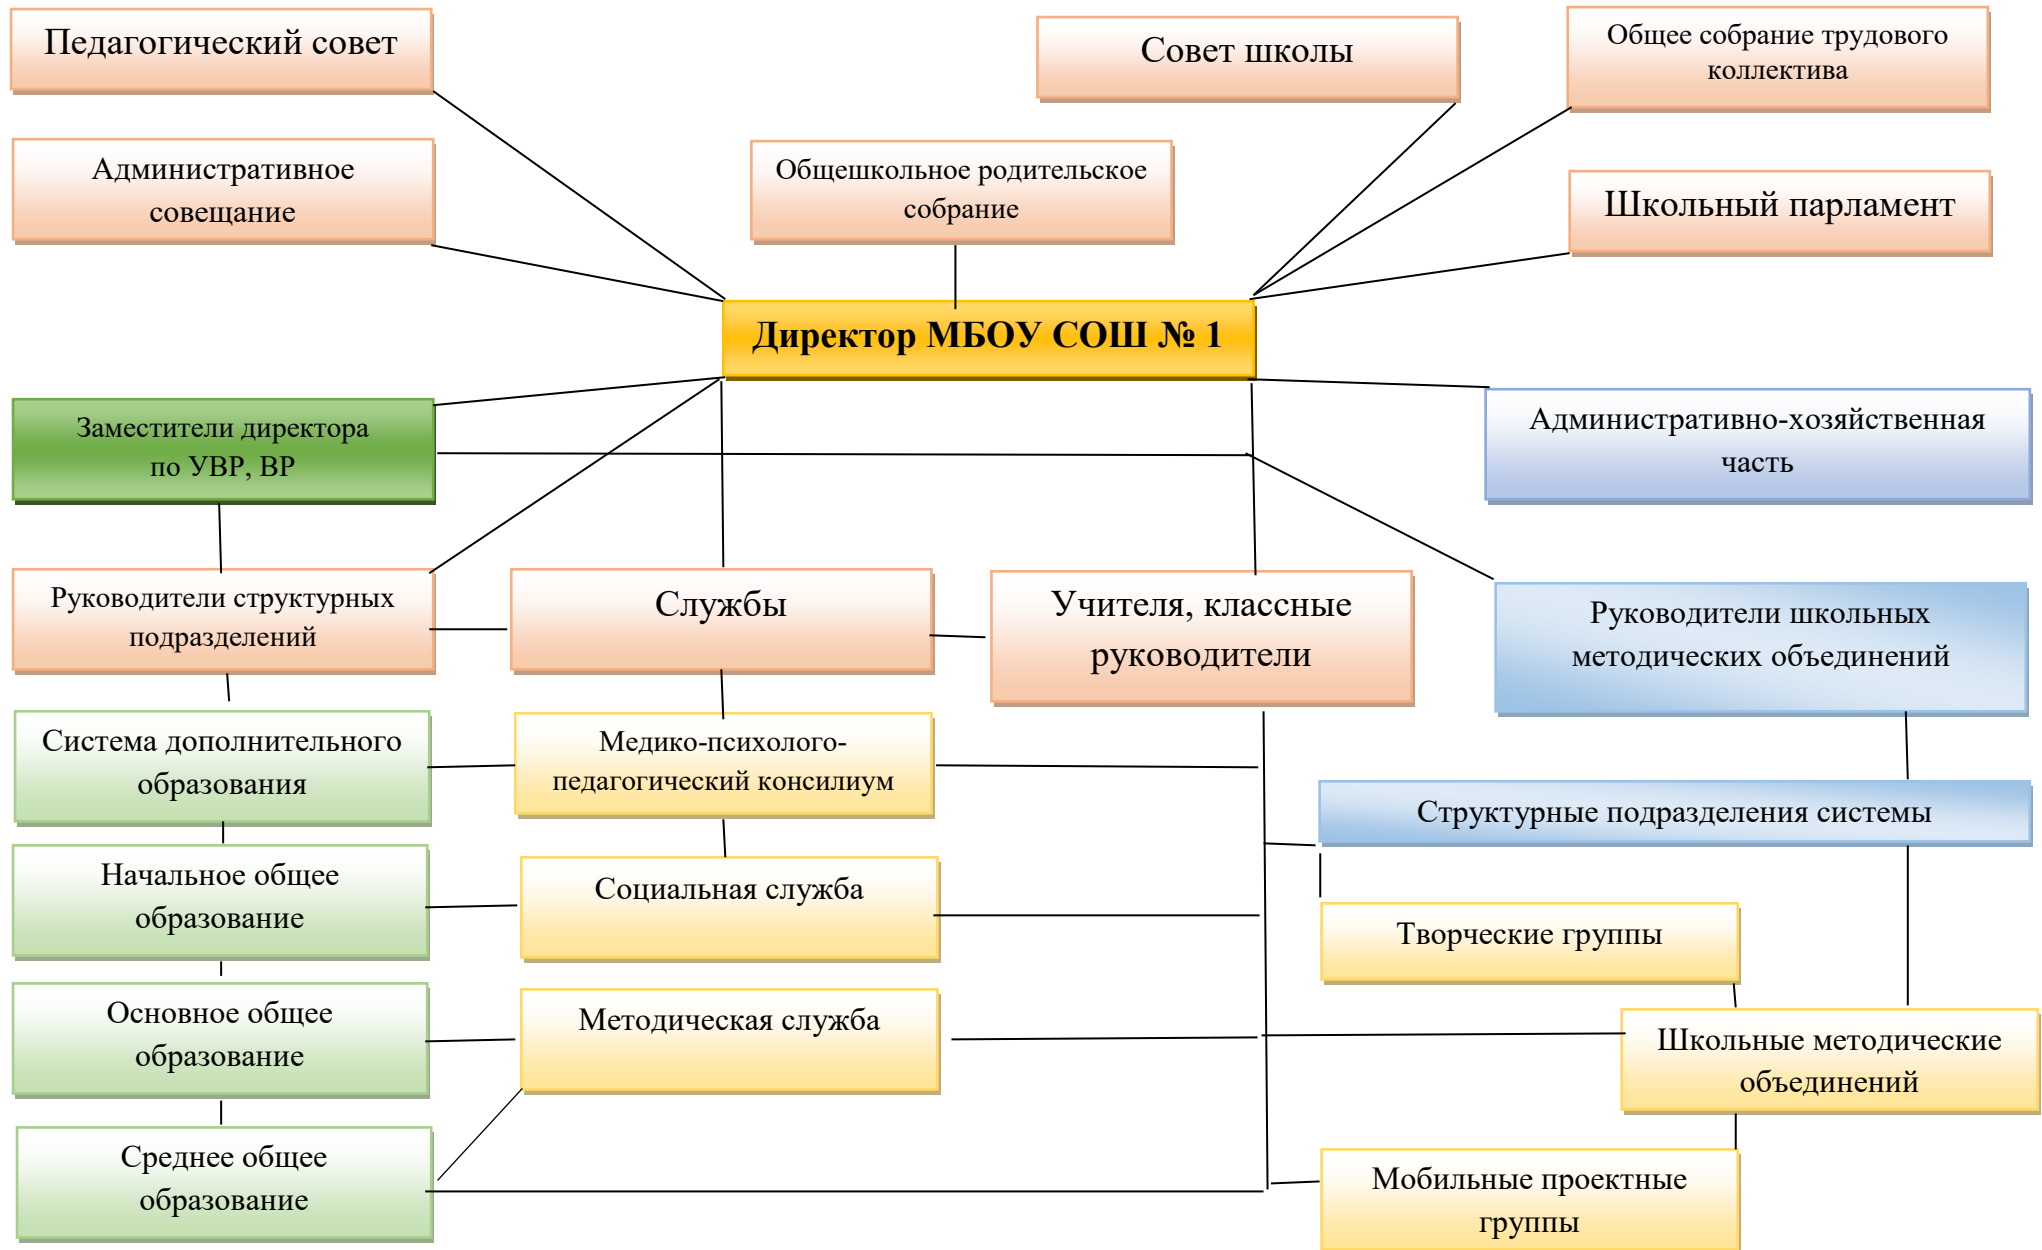 Педагогический совет
Совет школы
Общее собрание трудового
коллектива
Административное
совещание
Общешкольное родительское
собрание
Школьный парламент
Директор МБОУ СОШ № 1
Заместители директора
по УВР, ВР
Административно-хозяйственная
часть
Руководители структурных
подразделений
Службы
Учителя, классные
руководители
Руководители школьных
методических объединений
Система дополнительного
образования
Медико-психолого-
педагогический консилиум
Структурные подразделения системы
Начальное общее
образование
Социальная служба
Творческие группы
Основное общее
образование
Методическая служба
Школьные методические
объединений
Среднее общее
образование
Мобильные проектные
группы